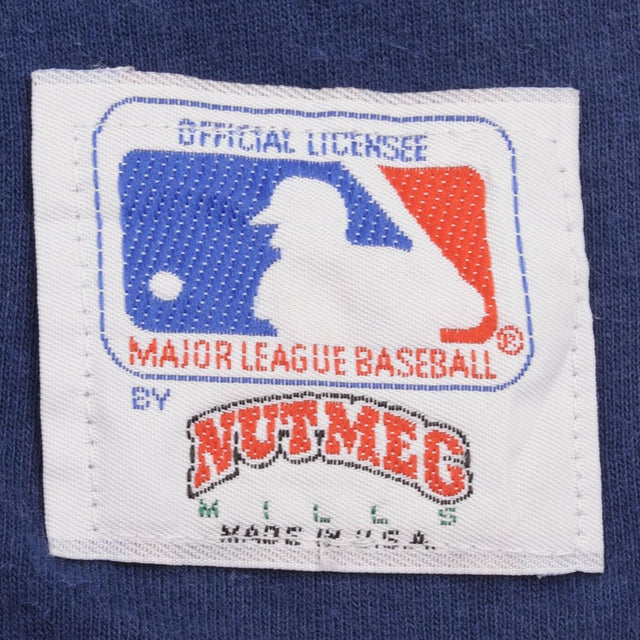 OFFICIAL LICENSEE
MAJOR LEAGUE BASEBALL®
BY
NUTMEG
MILLS
MADE IN U.S.A.